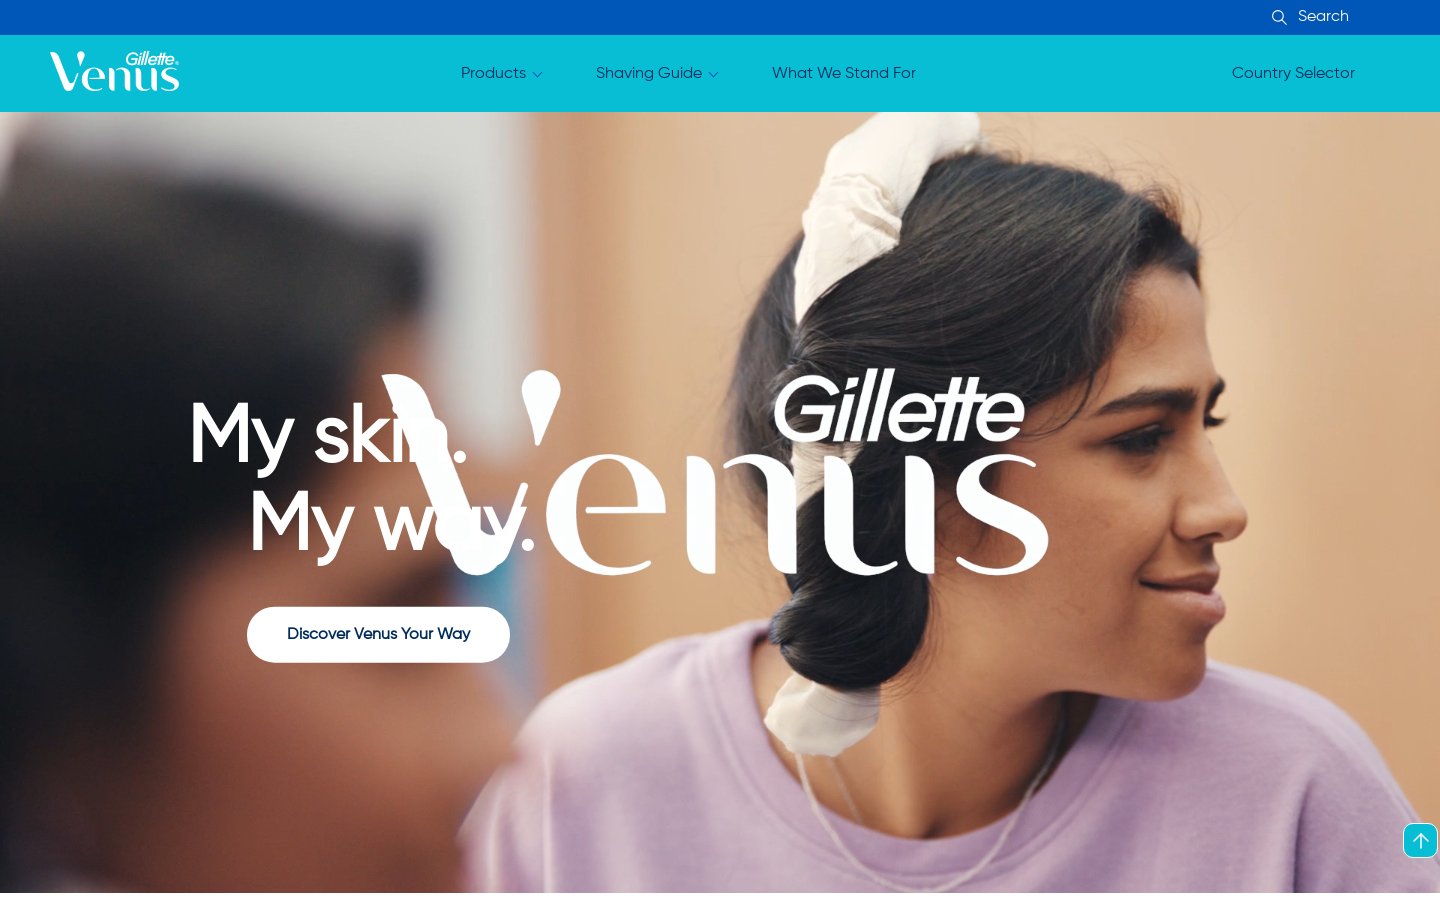 Search
Gillette
Venus
Products
Shaving Guide
What We Stand For
Country Selector
My skin.
My way.
Gillette
Venus
Discover Venus Your Way